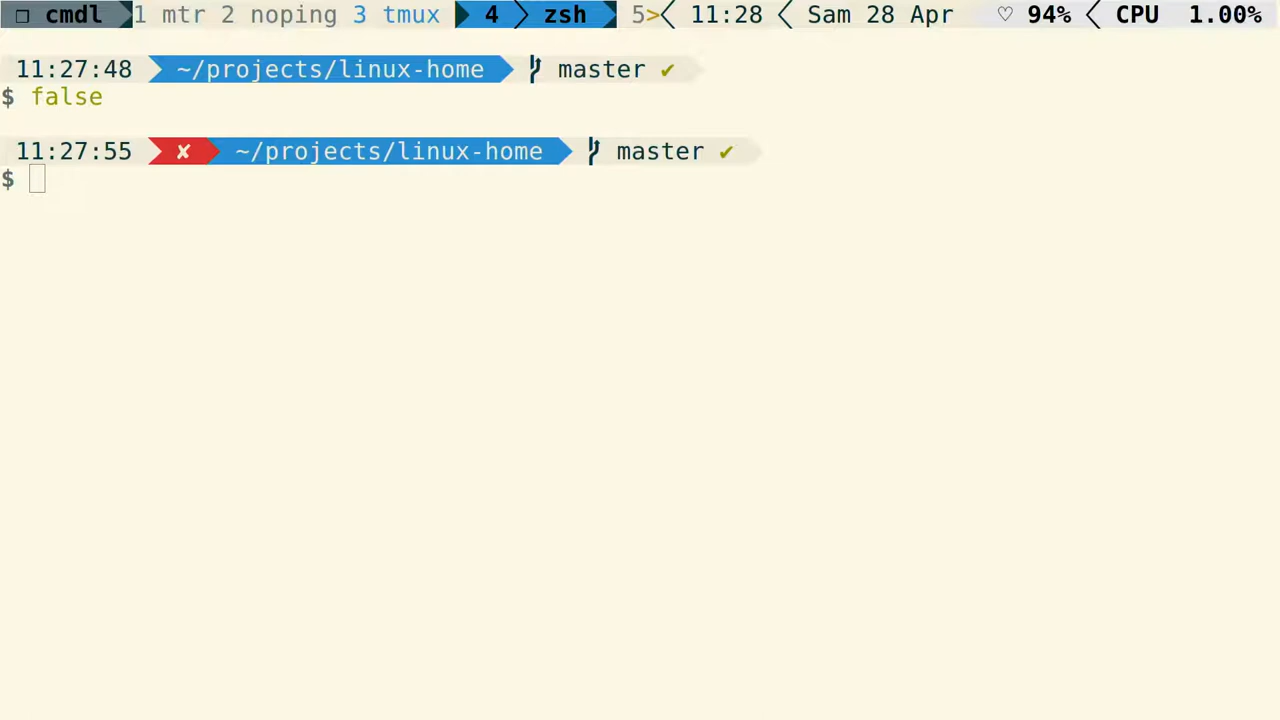 ❐ cmdl 1 mtr 2 noping 3 tmux 4 zsh 5> 11:28 Sam 28 Apr ♡ 94% CPU 1.00%
11:27:48 ~/projects/linux-home master ✔
$ false
11:27:55 ✘ ~/projects/linux-home master ✔
$